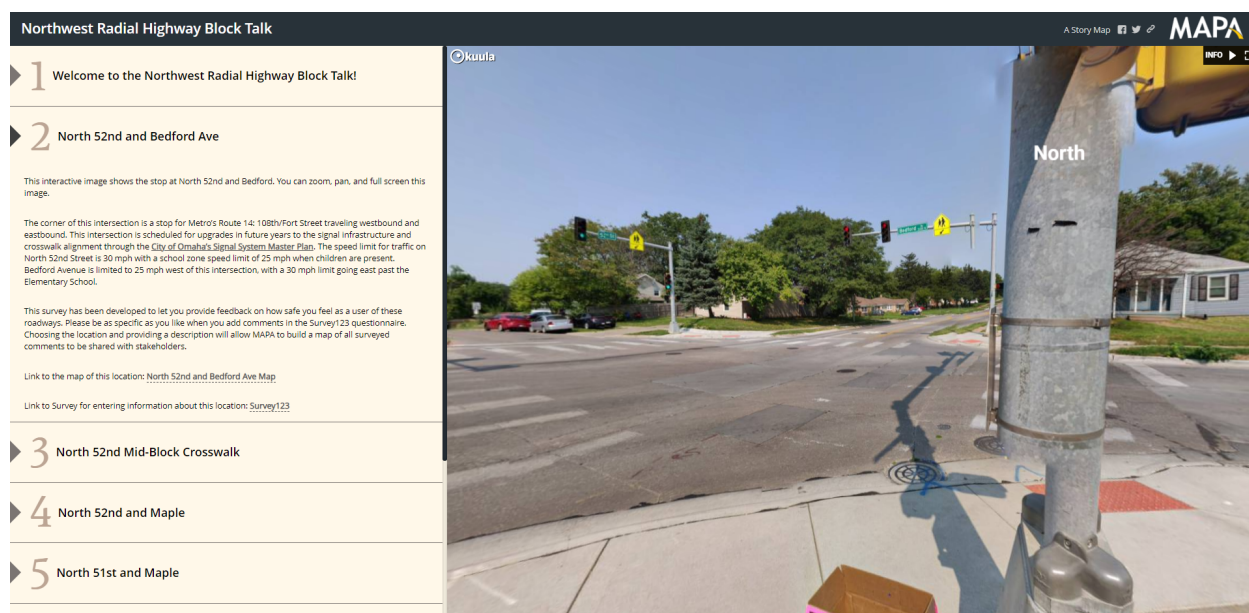 Northwest Radial Highway Block Talk
A Story Map
MAPA
1 Welcome to the Northwest Radial Highway Block Talk!
2 North 52nd and Bedford Ave
This interactive image shows the stop at North 52nd and Bedford. You can zoom, pan, and full screen this
image.
The corner of this intersection is a stop for Metro's Route 14: 108th/Fort Street traveling westbound and
eastbound. This intersection is scheduled for upgrades in future years to the signal infrastructure and
crosswalk alignment through the City of Omaha's Signal System Master Plan. The speed limit for traffic on
North 52nd Street is 30 mph with a school zone speed limit of 25 mph when children are present.
Bedford Avenue is limited to 25 mph west of this intersection, with a 30 mph limit going east past the
Elementary School.
This survey has been developed to let you provide feedback on how safe you feel as a user of these
roadways. Please be as specific as you like when you add comments in the Survey123 questionnaire.
Choosing the location and providing a description will allow MAPA to build a map of all surveyed
comments to be shared with stakeholders.
Link to the map of this location: North 52nd and Bedford Ave Map
Link to Survey for entering information about this location: Survey123
3 North 52nd Mid-Block Crosswalk
4 North 52nd and Maple
5 North 51st and Maple
kuula
INFO
North
Bedford